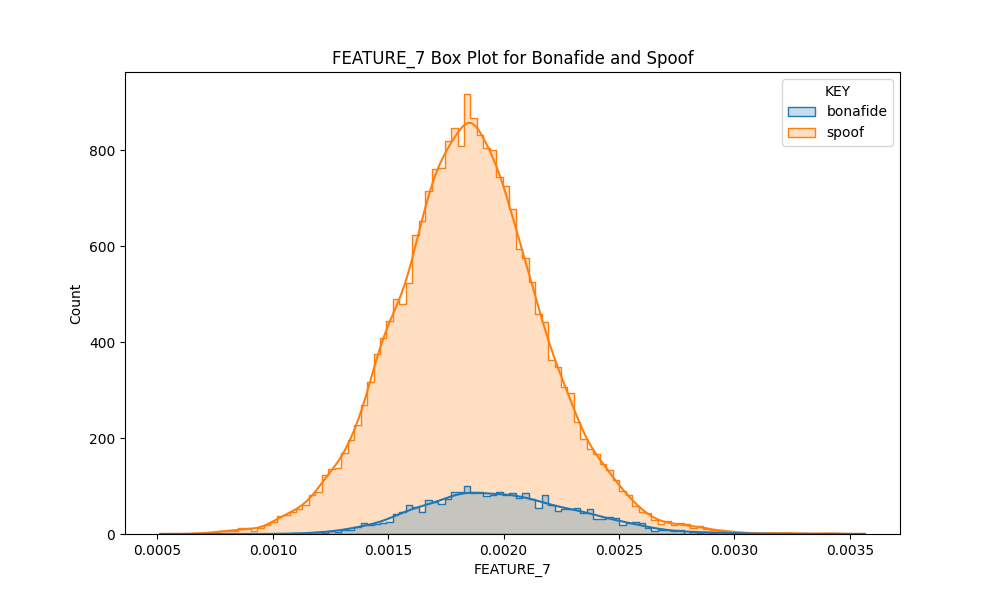 FEATURE_7 Box Plot for Bonafide and Spoof
KEY
bonafide
spoof
Count
800
600
400
200
0
0.0005 0.0010 0.0015 0.0020 0.0025 0.0030 0.0035
FEATURE_7